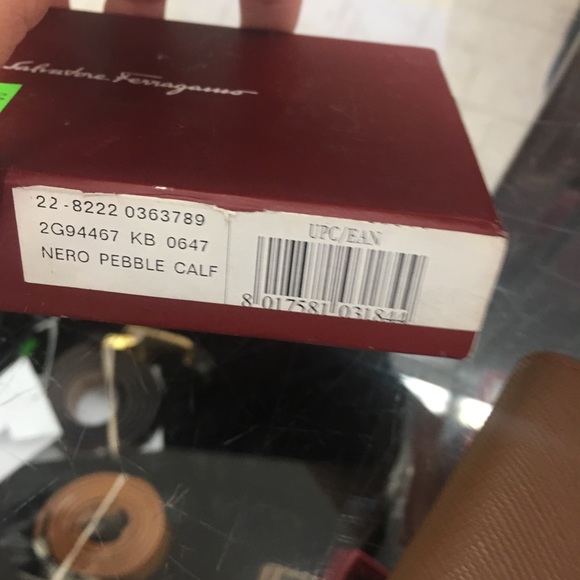 Salvatore Ferragamo
22-8222 0363789
2G94467 KB 0647
NERO PEBBLE CALF
UPC/EAN
8 017581 031844